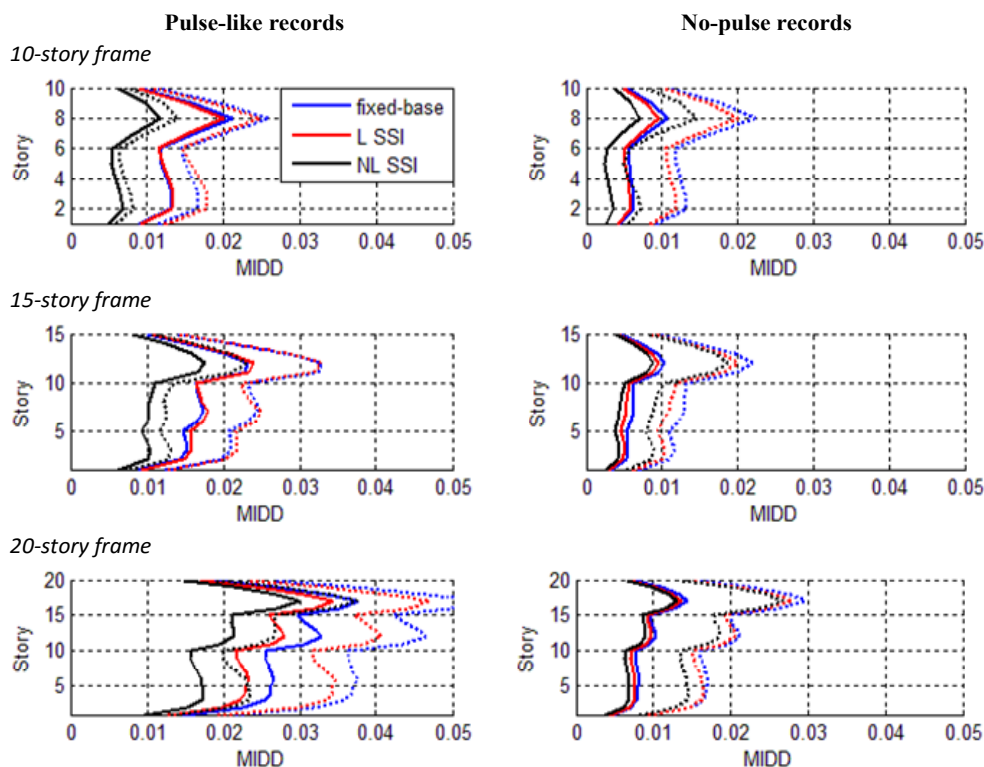 Pulse-like records
No-pulse records
10-story frame
10
8
6
4
2
Story
fixed-base
L SSI
NL SSI
0 0.01 0.02 0.03 0.04 0.05
MIDD
10
8
6
4
2
Story
0 0.01 0.02 0.03 0.04 0.05
MIDD
15-story frame
15
10
5
Story
0 0.01 0.02 0.03 0.04 0.05
MIDD
15
10
5
Story
0 0.01 0.02 0.03 0.04 0.05
MIDD
20-story frame
20
15
10
5
Story
0 0.01 0.02 0.03 0.04 0.05
MIDD
20
15
10
5
Story
0 0.01 0.02 0.03 0.04 0.05
MIDD